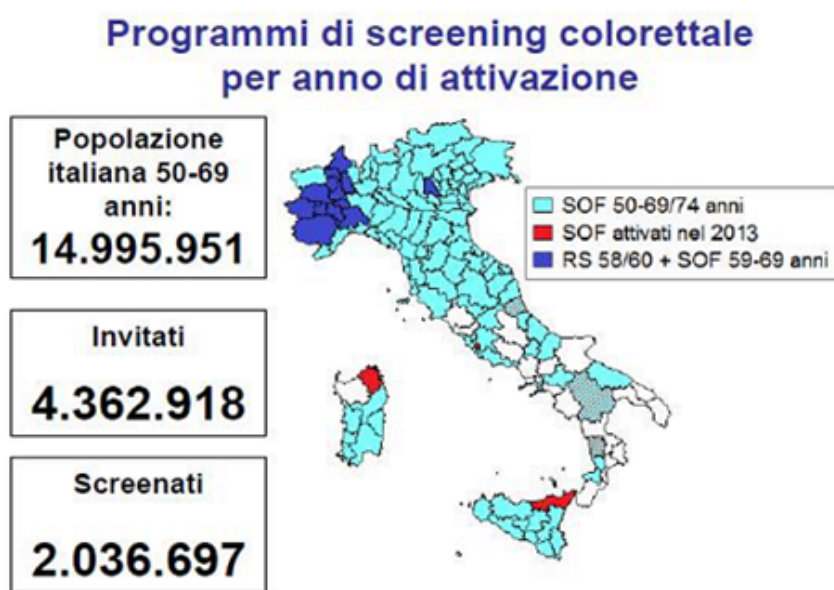 Programmi di screening colorettale
per anno di attivazione
Popolazione
italiana 50-69
anni:
14.995.951
Invitati
4.362.918
Screenati
2.036.697
SOF 50-69/74 anni
SOF attivati nel 2013
RS 58/60 + SOF 59-69 anni